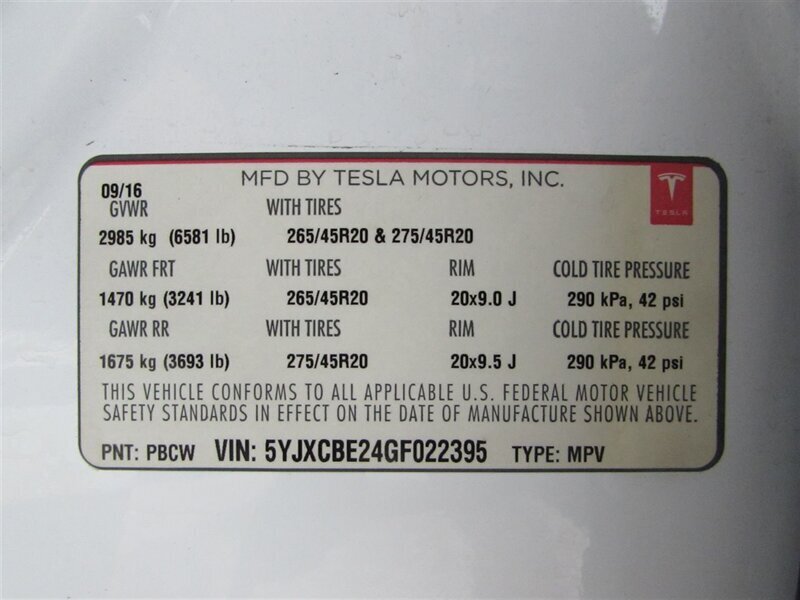 MFD BY TESLA MOTORS, INC.
TESLA
09/16
GVWR WITH TIRES
2985 kg (6581 lb) 265/45R20 & 275/45R20
GAWR FRT WITH TIRES RIM COLD TIRE PRESSURE
1470 kg (3241 lb) 265/45R20 20x9.0 J 290 kPa, 42 psi
GAWR RR WITH TIRES RIM COLD TIRE PRESSURE
1675 kg (3693 lb) 275/45R20 20x9.5 J 290 kPa, 42 psi
THIS VEHICLE CONFORMS TO ALL APPLICABLE U.S. FEDERAL MOTOR VEHICLE
SAFETY STANDARDS IN EFFECT ON THE DATE OF MANUFACTURE SHOWN ABOVE.
PNT: PBCW VIN: 5YJXCBE24GF022395 TYPE: MPV